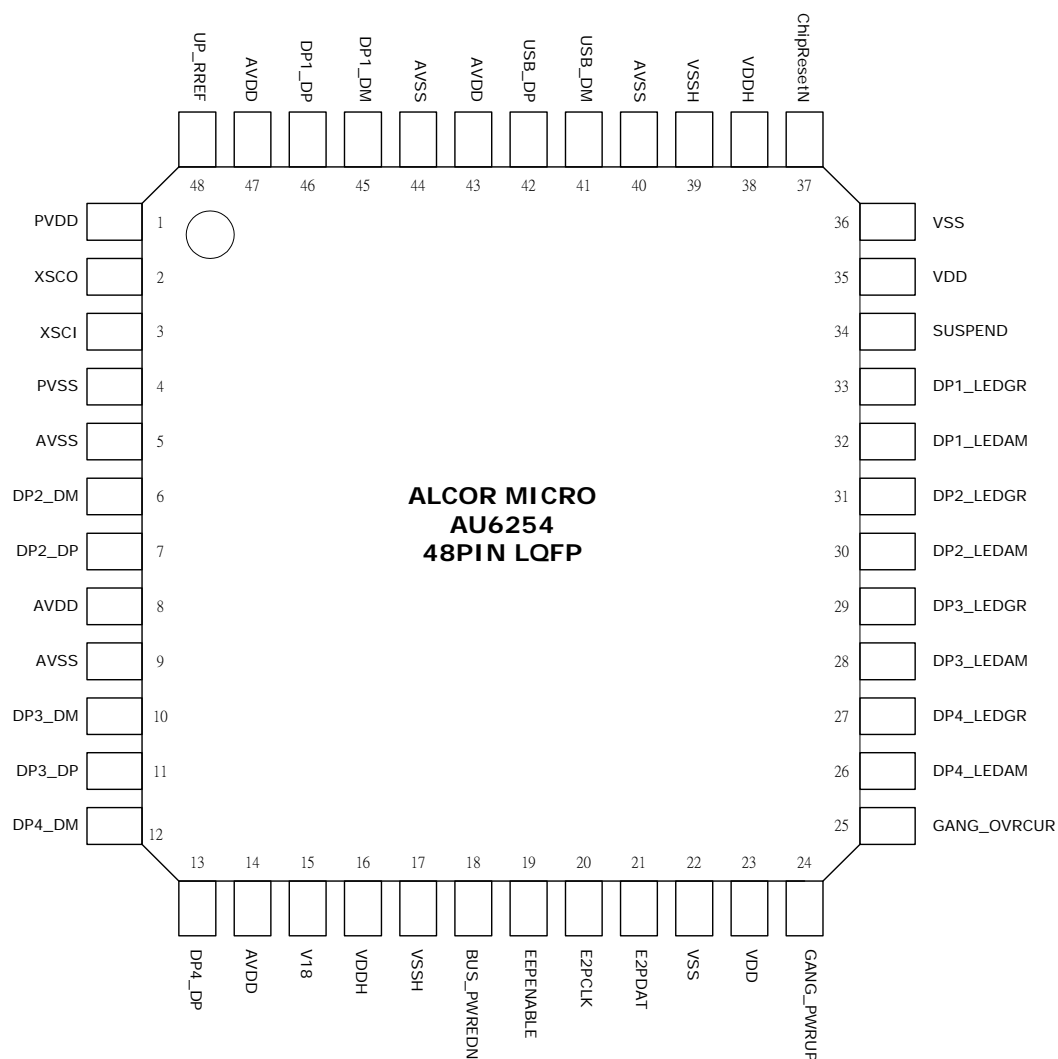 UP_RREF
AVDD
DP1_DP
DP1_DM
AVSS
AVDD
USB_DP
USB_DM
AVSS
VSSH
VDDH
ChipResetN
48 47 46 45 44 43 42 41 40 39 38 37
PVDD 1
XSCO 2
XSCI 3
PVSS 4
AVSS 5
DP2_DM 6
DP2_DP 7
AVDD 8
AVSS 9
DP3_DM 10
DP3_DP 11
DP4_DM 12
ALCOR MICRO
AU6254
48PIN LQFP
36 VSS
35 VDD
34 SUSPEND
33 DP1_LEDGR
32 DP1_LEDAM
31 DP2_LEDGR
30 DP2_LEDAM
29 DP3_LEDGR
28 DP3_LEDAM
27 DP4_LEDGR
26 DP4_LEDAM
25 GANG_OVRCUR
13 14 15 16 17 18 19 20 21 22 23 24
DP4_DP
AVDD
V18
VDDH
VSSH
BUS_PWREDN
EEPENABLE
E2PCLK
E2PDAT
VSS
VDD
GANG_PWRUP